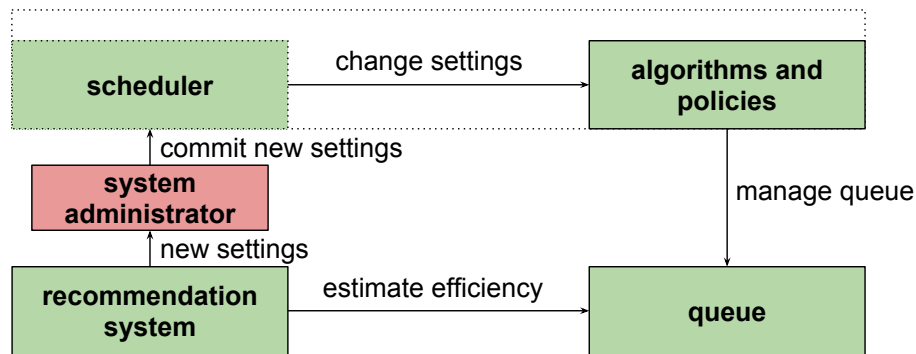 scheduler
change settings
algorithms and
policies
commit new settings
system
administrator
manage queue
new settings
recommendation
system
estimate efficiency
queue